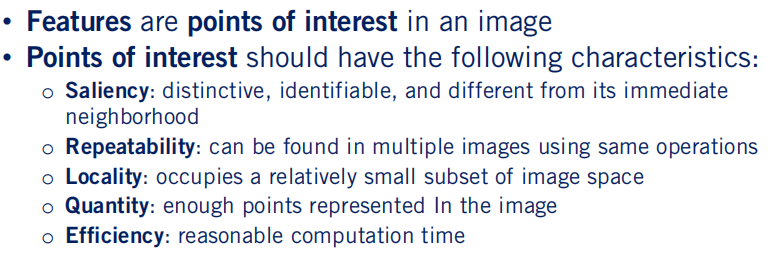 • Features are points of interest in an image
• Points of interest should have the following characteristics:
o Saliency: distinctive, identifiable, and different from its immediate
neighborhood
o Repeatability: can be found in multiple images using same operations
o Locality: occupies a relatively small subset of image space
o Quantity: enough points represented In the image
o Efficiency: reasonable computation time